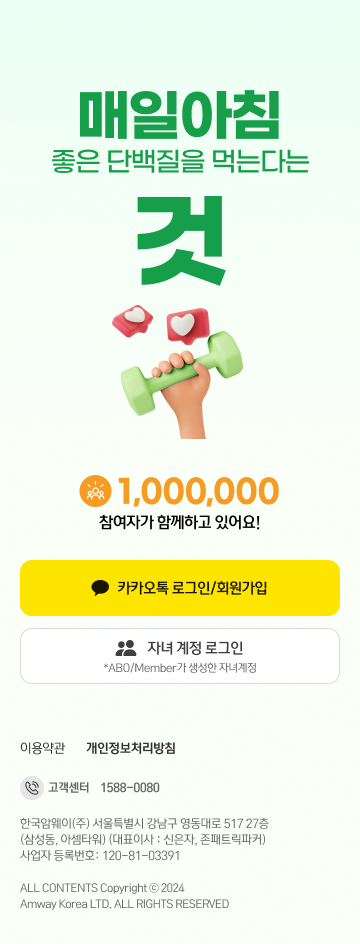 매일아침
좋은 단백질을 먹는다는
것
1,000,000
참여자가 함께하고 있어요!
카카오톡 로그인/회원가입
자녀 계정 로그인
*ABO/Member가 생성한 자녀계정
이용약관 개인정보처리방침
고객센터 1588-0080
한국암웨이(주) 서울특별시 강남구 영동대로 517 27층
(삼성동, 아셈타워) (대표이사 : 신은자, 존패트릭파커)
사업자 등록번호: 120-81-03391
ALL CONTENTS Copyright ⓒ 2024
Amway Korea LTD. ALL RIGHTS RESERVED